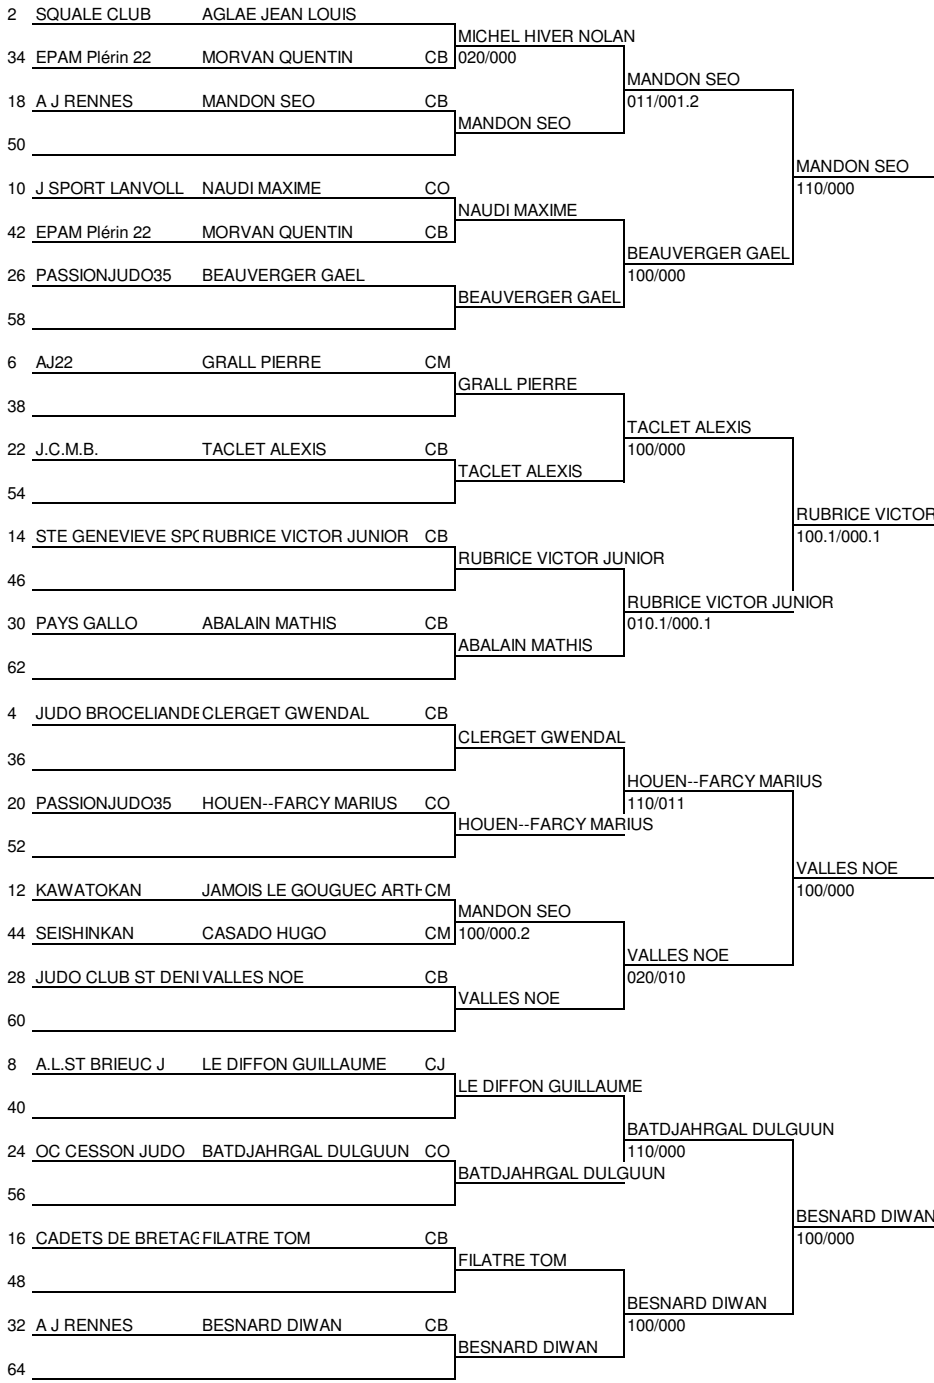 2 SQUALE CLUB AGLAE JEAN LOUIS
MICHEL HIVER NOLAN
34 EPAM Plérin 22 MORVAN QUENTIN CB 020/000
MANDON SEO
18 A J RENNES MANDON SEO CB 011/001.2
MANDON SEO
50
MANDON SEO
10 J SPORT LANVOLL NAUDI MAXIME CO 110/000
NAUDI MAXIME
42 EPAM Plérin 22 MORVAN QUENTIN CB
BEAUVERGER GAEL
26 PASSIONJUDO35 BEAUVERGER GAEL 100/000
BEAUVERGER GAEL
58
6 AJ22 GRALL PIERRE CM
GRALL PIERRE
38
TACLET ALEXIS
22 J.C.M.B. TACLET ALEXIS CB 100/000
TACLET ALEXIS
54
RUBRICE VICTOR
14 STE GENEVIEVE SPO RUBRICE VICTOR JUNIOR CB 100.1/000.1
RUBRICE VICTOR JUNIOR
46
RUBRICE VICTOR JUNIOR
30 PAYS GALLO ABALAIN MATHIS CB 010.1/000.1
ABALAIN MATHIS
62
4 JUDO BROCELIANDE CLERGET GWENDAL CB
CLERGET GWENDAL
36
HOUEN--FARCY MARIUS
20 PASSIONJUDO35 HOUEN--FARCY MARIUS CO 110/011
HOUEN--FARCY MARIUS
52
VALLES NOE
12 KAWATOKAN JAMOIS LE GOUGUEC ARTH CM 100/000
MANDON SEO
44 SEISHINKAN CASADO HUGO CM 100/000.2
VALLES NOE
28 JUDO CLUB ST DENI VALLES NOE CB 020/010
VALLES NOE
60
8 A.L.ST BRIEUC J LE DIFFON GUILLAUME CJ
LE DIFFON GUILLAUME
40
BATDJAHRGAL DULGUUN
24 OC CESSON JUDO BATDJAHRGAL DULGUUN CO 110/000
BATDJAHRGAL DULGUUN
56
BESNARD DIWAN
16 CADETS DE BRETAG FILATRE TOM CB 100/000
FILATRE TOM
48
BESNARD DIWAN
32 A J RENNES BESNARD DIWAN CB 100/000
BESNARD DIWAN
64